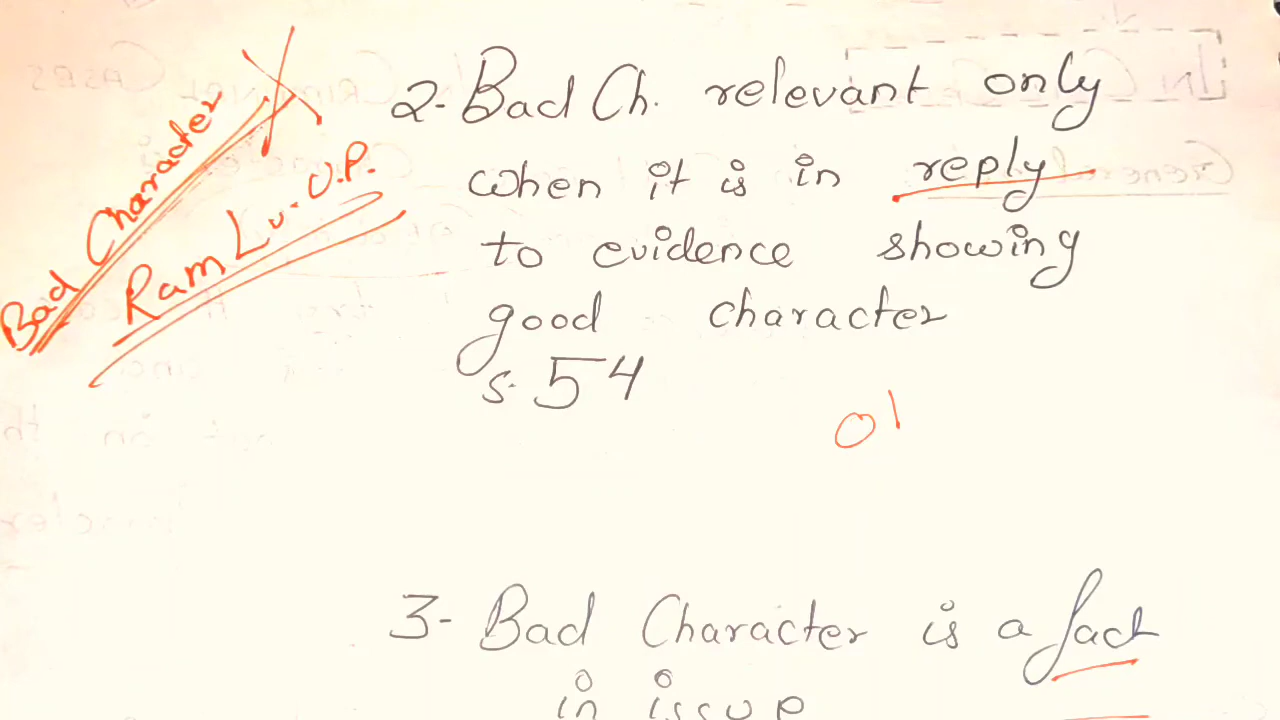 Bad Character
Ram Lu. U.P.
2- Bad Ch. relevant only
when it is in reply
to evidence showing
good character
S. 54
3- Bad Character is a fact
in issue